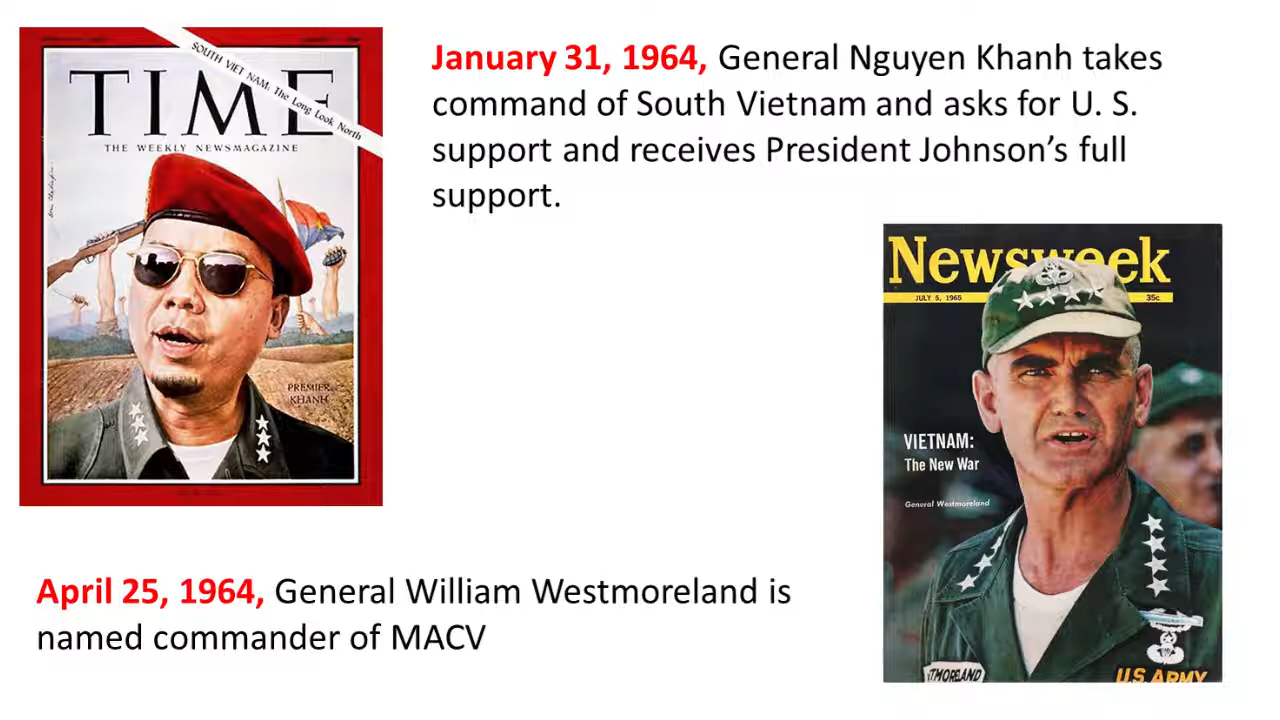 SOUTH VIET NAM: The Long Look North
TIME
THE WEEKLY NEWSMAGAZINE
PREMIER
KHANH
January 31, 1964, General Nguyen Khanh takes
command of South Vietnam and asks for U. S.
support and receives President Johnson’s full
support.
Newsweek
JULY 5, 1965
35c
VIETNAM:
The New War
General Westmoreland
TMORELAND
U.S. ARMY
April 25, 1964, General William Westmoreland is
named commander of MACV